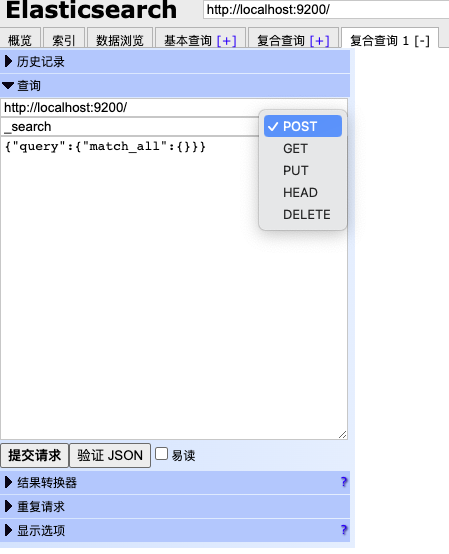 Elasticsearch http://localhost:9200/
概览 索引 数据浏览 基本查询 [+] 复合查询 [+] 复合查询 1 [-]
历史记录
查询
http://localhost:9200/
_search
{"query":{"match_all":{}}}
✓ POST
GET
PUT
HEAD
DELETE
提交请求 验证 JSON 易读
结果转换器 ?
重复请求
显示选项 ?